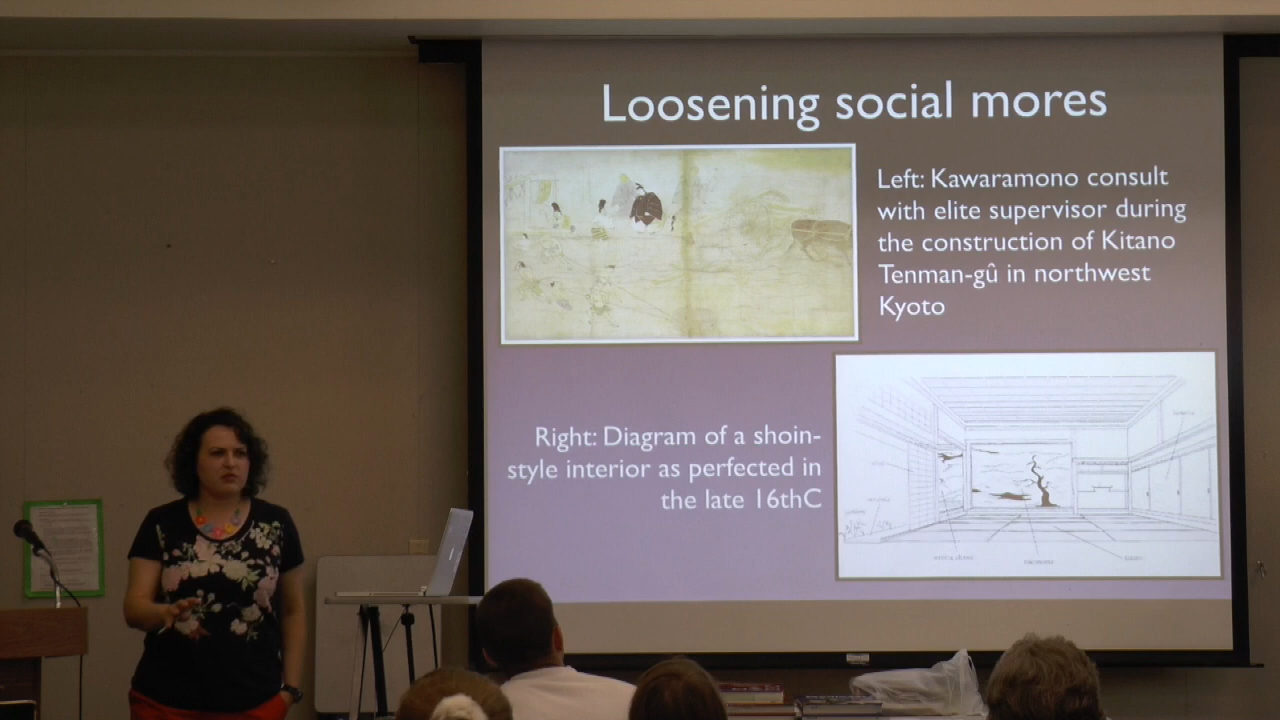 Loosening social mores
Left: Kawaramono consult
with elite supervisor during
the construction of Kitano
Tenman-gû in northwest
Kyoto
Right: Diagram of a shoin-
style interior as perfected in
the late 16thC